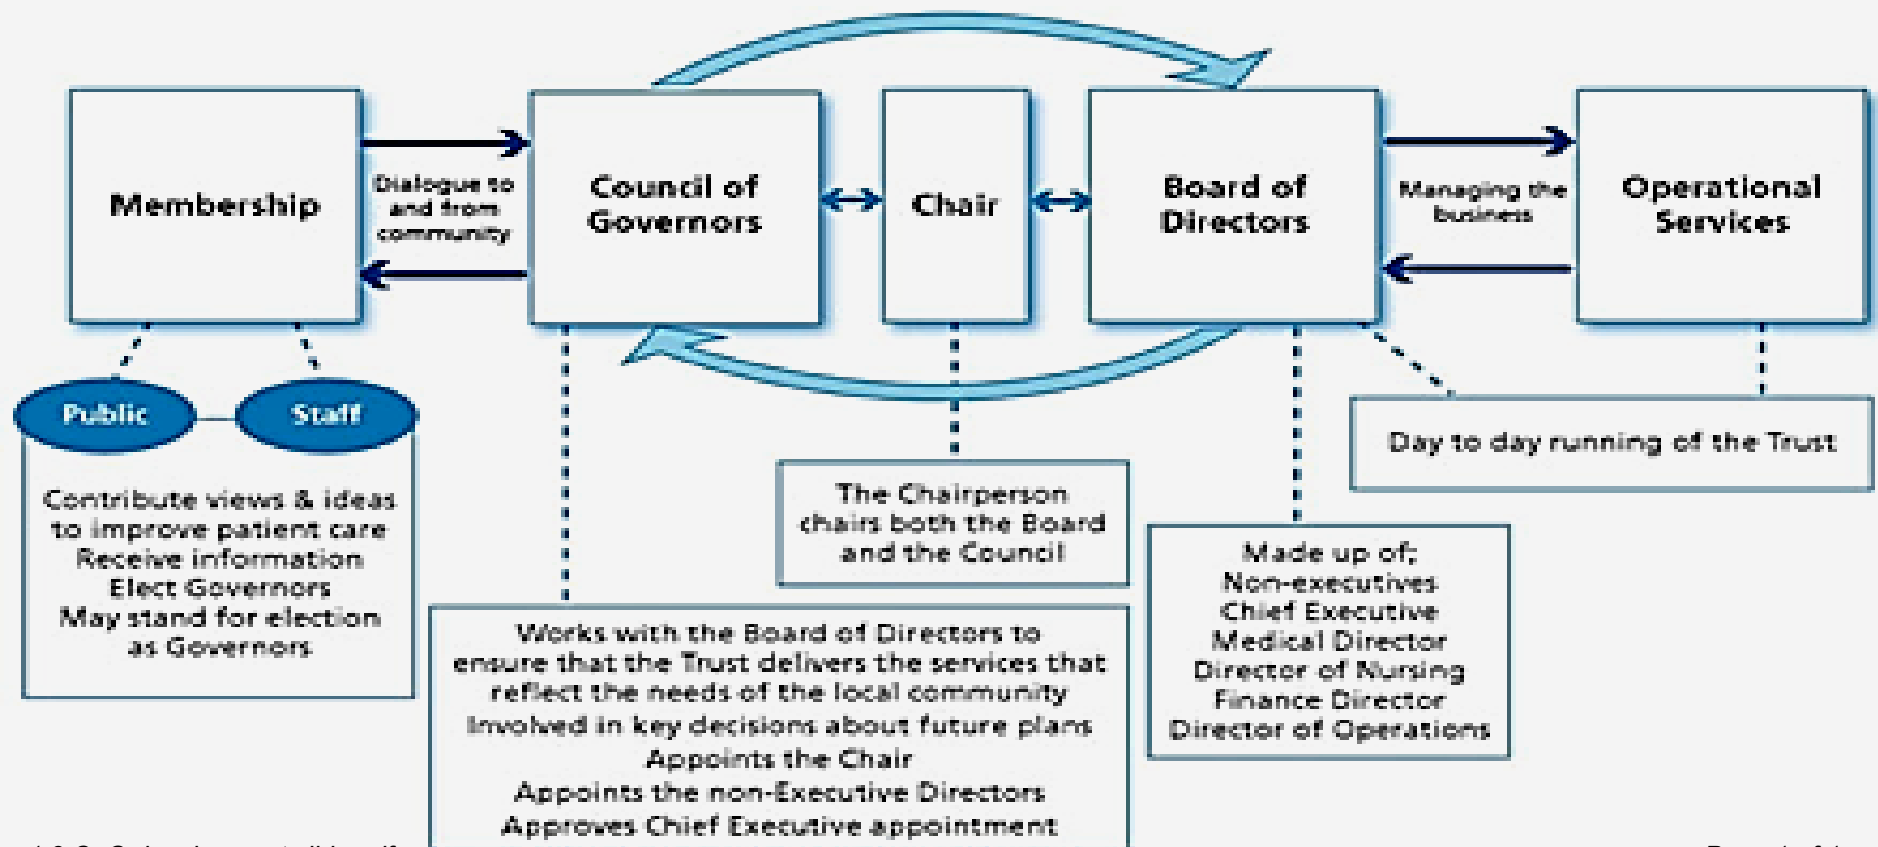 Membership
Dialogue to
and from
community
Council of
Governors
Chair
Board of
Directors
Managing the
business
Operational
Services
Public
Staff
Contribute views & ideas
to improve patient care
Receive information
Elect Governors
May stand for election
as Governors
The Chairperson
chairs both the Board
and the Council
Day to day running of the Trust
Made up of;
Non-executives
Chief Executive
Medical Director
Director of Nursing
Finance Director
Director of Operations
Works with the Board of Directors to
ensure that the Trust delivers the services that
reflect the needs of the local community
Involved in key decisions about future plans
Appoints the Chair
Appoints the non-Executive Directors
Approves Chief Executive appointment